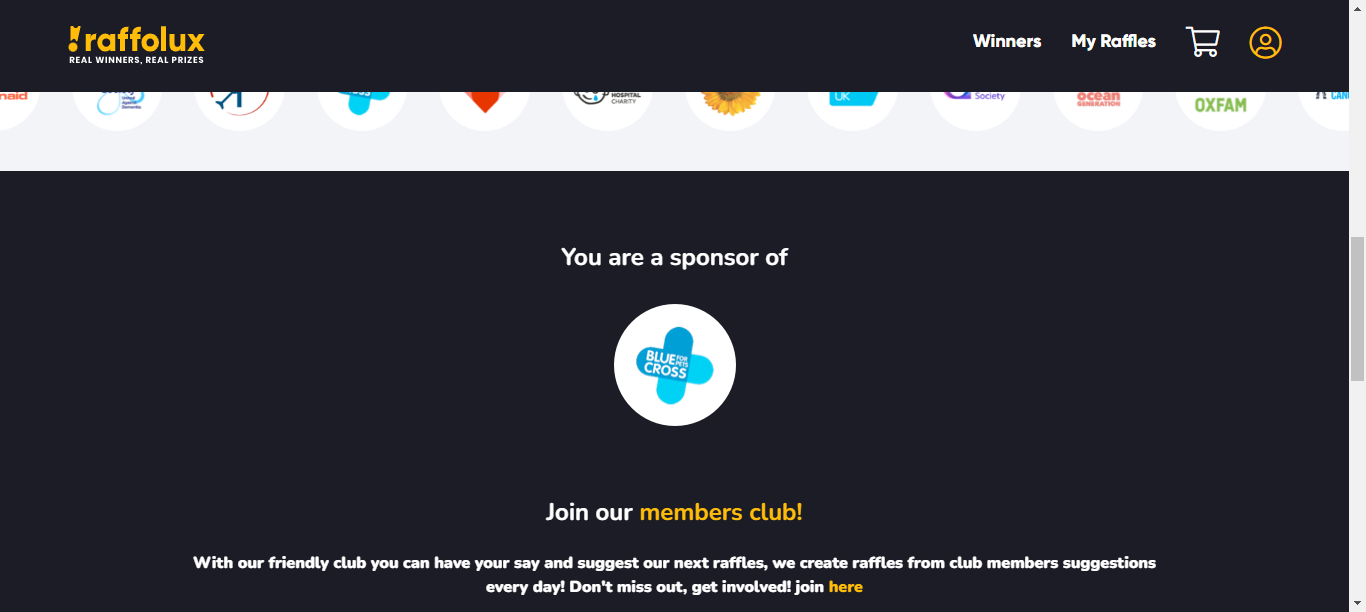 raffolux
REAL WINNERS, REAL PRIZES
Winners
My Raffles
United
Against
Dementia
HOSPITAL
CHARITY
UK
Society
ocean
GENERATION
OXFAM
You are a sponsor of
BLUE FOR PETS
CROSS
Join our members club!
With our friendly club you can have your say and suggest our next raffles, we create raffles from club members suggestions
every day! Don't miss out, get involved! join here